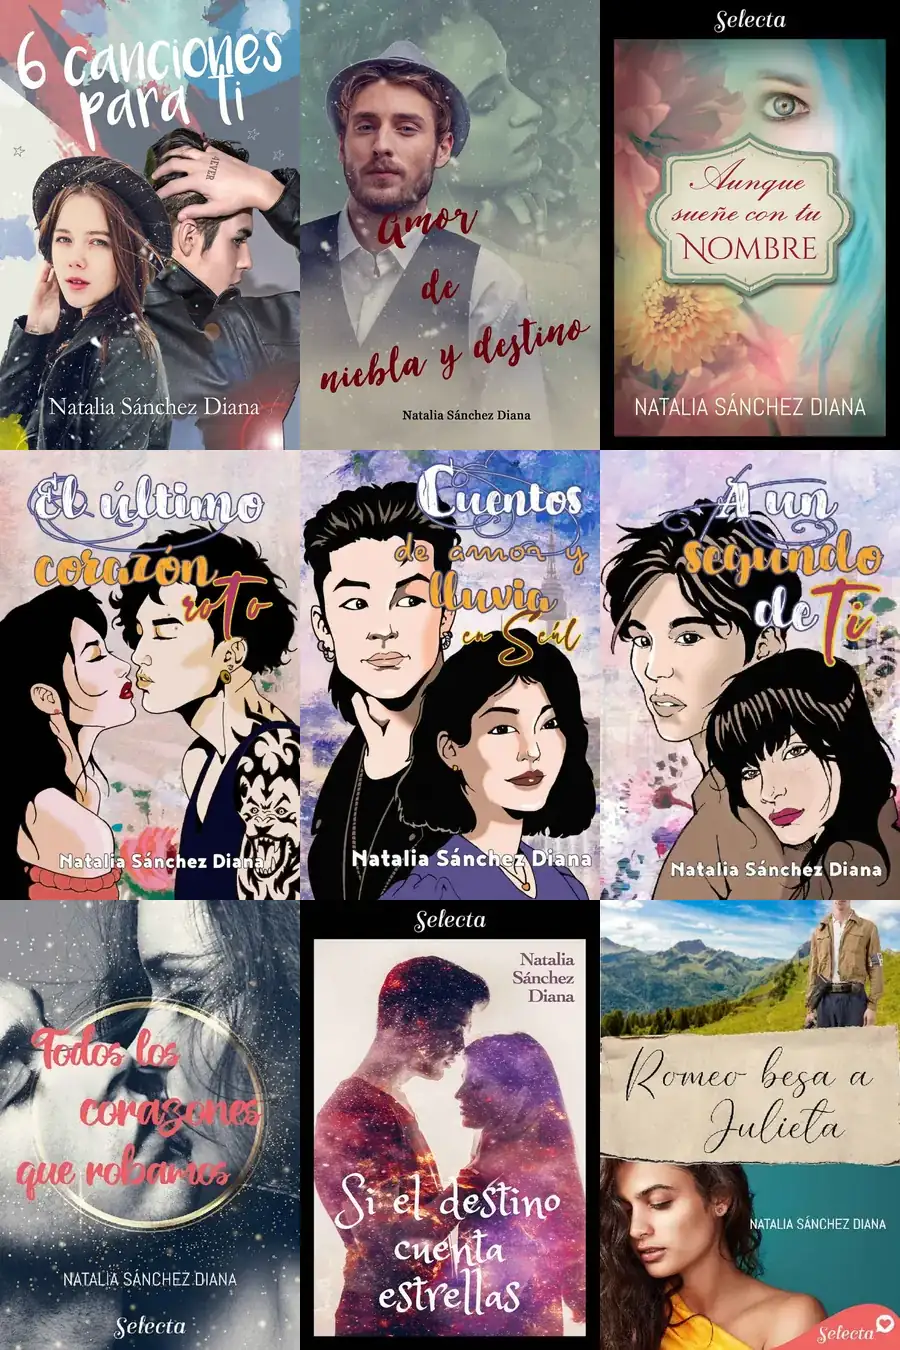 6 canciones
para ti
4EVER
Natalia Sánchez Diana
Amor
de
niebla y destino
Natalia Sánchez Diana
Selecta
Aunque
sueñe con tu
NOMBRE
NATALIA SÁNCHEZ DIANA
El último
corazón
roto
Natalia Sánchez Diana
Cuentos
de amor y
lluvia
en Seúl
Natalia Sánchez Diana
A un
segundo
de Ti
Natalia Sánchez Diana
Todos los
corazones
que robamos
NATALIA SÁNCHEZ DIANA
Selecta
Selecta
Natalia
Sánchez
Diana
Si el destino
cuenta
estrellas
Romeo besa a
Julieta
NATALIA SÁNCHEZ DIANA
Selecta